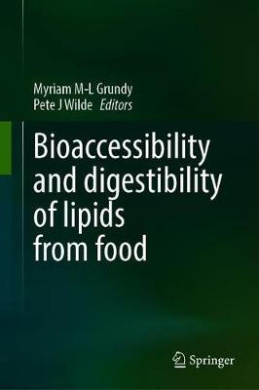 Myriam M-L Grundy
Pete J Wilde Editors
Bioaccessibility
and digestibility
of lipids
from food
Springer